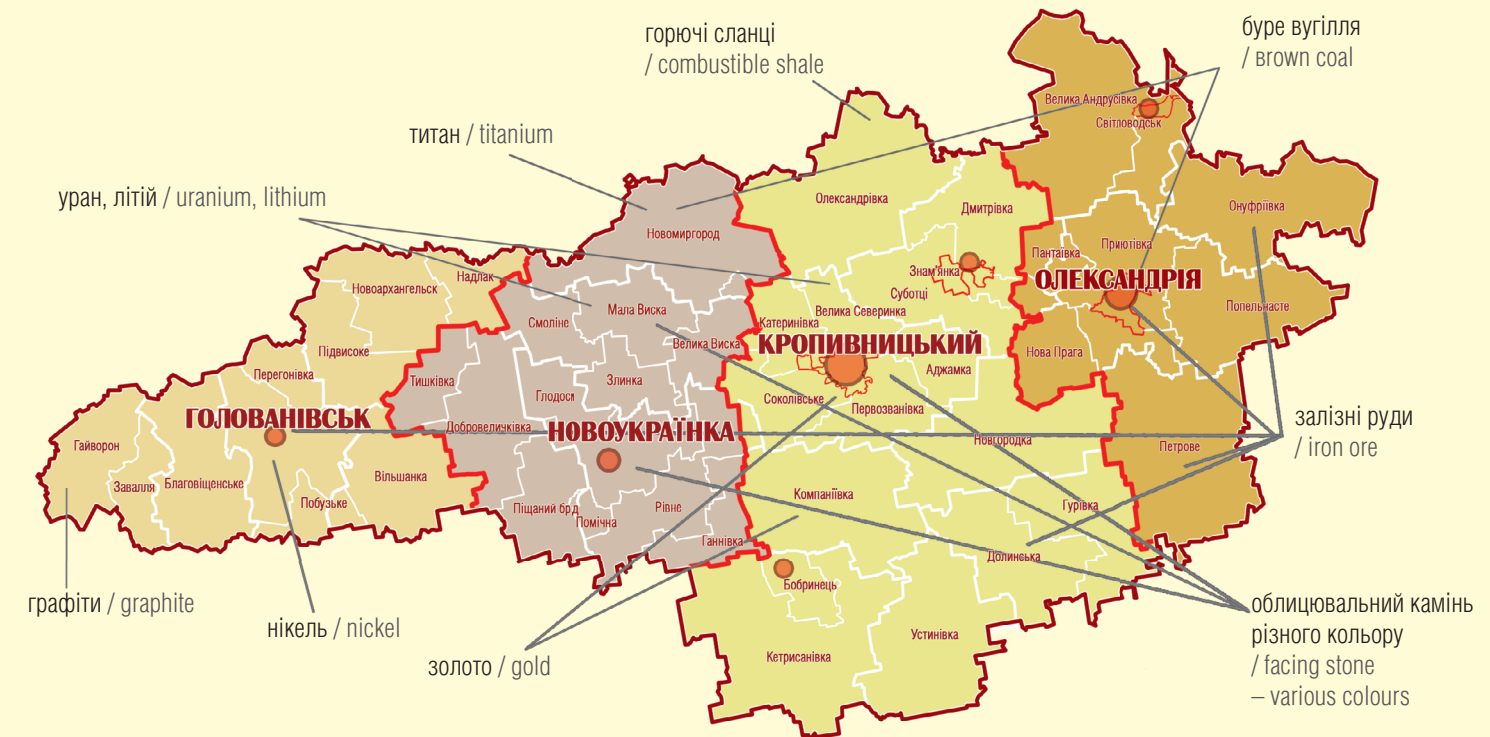 горючі сланці
/ combustible shale
буре вугілля
/ brown coal
титан / titanium
уран, літій / uranium, lithium
Велика Андрусівка
Світловодськ
Олександрівка
Дмитрівка
Онуфріївка
Новомиргород
Пантаївка
Приютівка
Надлак
Знам'янка
ОЛЕКСАНДРІЯ
Новоархангельск
Суботці
Мала Виска
Велика Северинка
Попельнасте
Смоліне
Катеринівка
Підвисоке
Велика Виска
КРОПИВНИЦЬКИЙ
Нова Прага
Перегонівка
Тишківка
Злинка
Аджамка
Глодоси
Соколівське
Первозванівка
ГОЛОВАНІВСЬК
Добровеличківка
НОВОУКРАЇНКА
залізні руди
/ iron ore
Гайворон
Новгородка
Петрове
Завалля
Благовіщенське
Вільшанка
Побузьке
Компаніївка
Піщаний бр,д
Помічна
Рівне
Гурівка
Ганнівка
Долинська
Бобринець
графіти / graphite
нікель / nickel
облицювальний камінь
різного кольору
/ facing stone
– various colours
Устинівка
Кетрисанівка
золото / gold